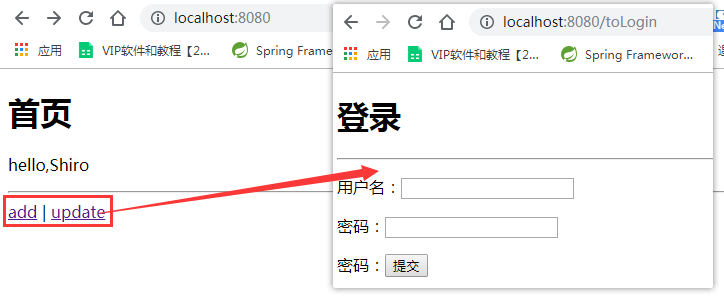 localhost:8080
应用 VIP软件和教程【2... Spring Frame
首页
hello,Shiro
add | update
localhost:8080/toLogin
应用 VIP软件和教程【2... Spring Framewor...
登录
用户名：
密码：
密码： 提交